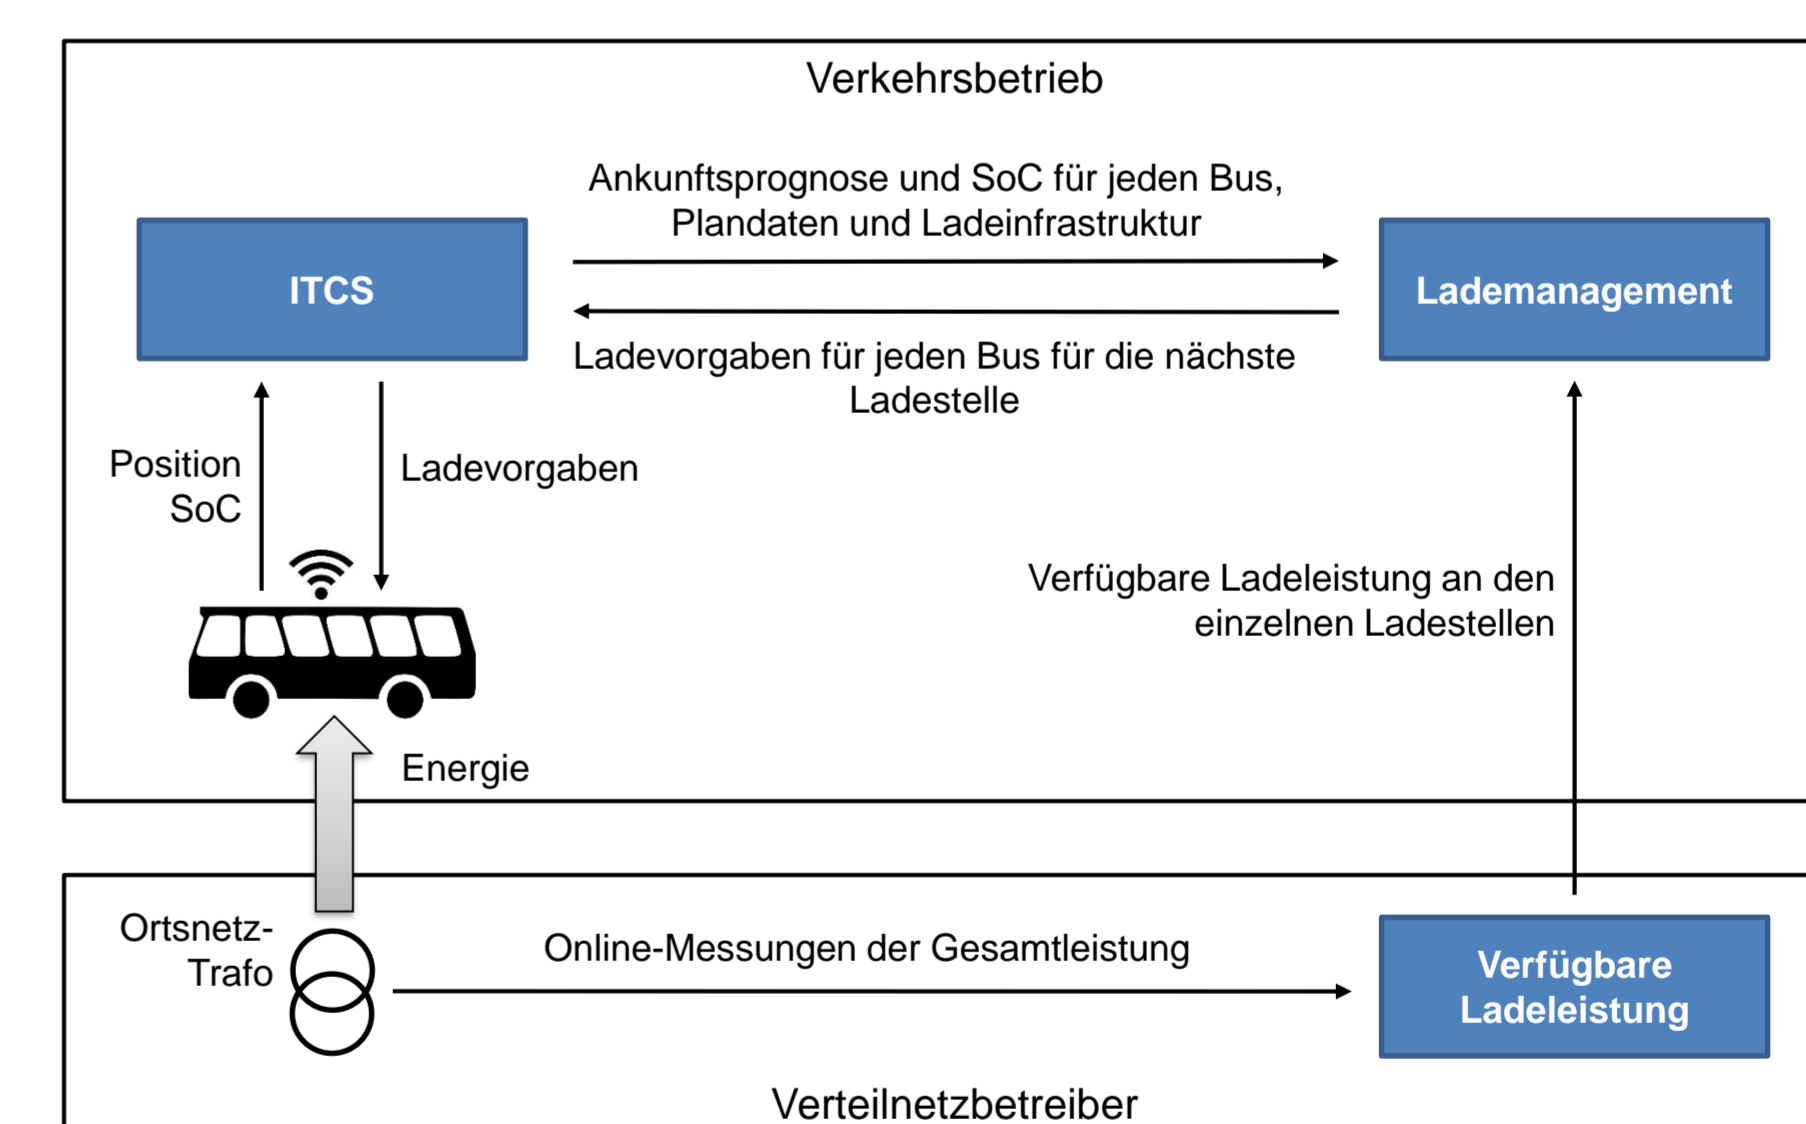 Verkehrsbetrieb
Ankunftsprognose und SoC für jeden Bus,
Plandaten und Ladeinfrastruktur
ITCS
Lademanagement
Ladevorgaben für jeden Bus für die nächste
Ladestelle
Position
SoC
Ladevorgaben
Verfügbare Ladeleistung an den
einzelnen Ladestellen
Energie
Ortsnetz-
Trafo
Online-Messungen der Gesamtleistung
Verfügbare
Ladeleistung
Verteilnetzbetreiber